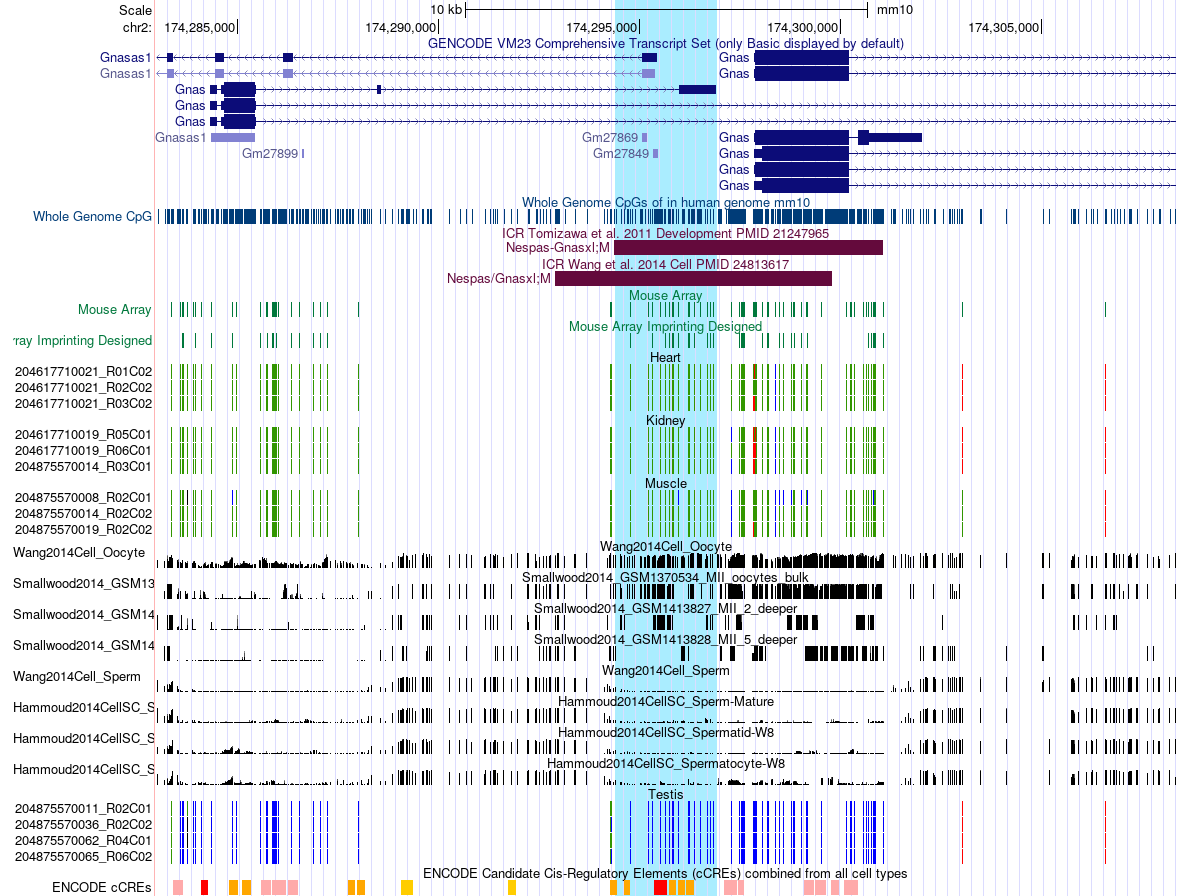 Scale 10 kb mm10
chr2: 174,285,000 174,290,000 174,295,000 174,300,000 174,305,000
GENCODE VM23 Comprehensive Transcript Set (only Basic displayed by default)
Gnasas1 Gnas
Gnasas1 Gnas
Gnas
Gnas
Gnas
Gnasas1 Gm27869 Gnas
Gm27899 Gm27849 Gnas
Gnas
Gnas
Whole Genome CpGs of in human genome mm10
Whole Genome CpG
ICR Tomizawa et al. 2011 Development PMID 21247965
Nespas-Gnasxl;M
ICR Wang et al. 2014 Cell PMID 24813617
Nespas/Gnasxl;M
Mouse Array
Mouse Array
Mouse Array Imprinting Designed
rray Imprinting Designed
Heart
204617710021_R01C02
204617710021_R02C02
204617710021_R03C02
Kidney
204617710019_R05C01
204617710019_R06C01
204875570014_R03C01
Muscle
204875570008_R02C01
204875570014_R02C02
204875570019_R02C02
Wang2014Cell_Oocyte
Wang2014Cell_Oocyte
Smallwood2014_GSM1370534_MII_oocytes_bulk
Smallwood2014_GSM13
Smallwood2014_GSM1413827_MII_2_deeper
Smallwood2014_GSM14
Smallwood2014_GSM1413828_MII_5_deeper
Smallwood2014_GSM14
Wang2014Cell_Sperm
Wang2014Cell_Sperm
Hammoud2014CellSC_Sperm-Mature
Hammoud2014CellSC_S
Hammoud2014CellSC_Spermatid-W8
Hammoud2014CellSC_S
Hammoud2014CellSC_Spermatocyte-W8
Hammoud2014CellSC_S
Testis
204875570011_R02C01
204875570036_R02C02
204875570062_R04C01
204875570065_R06C02
ENCODE Candidate Cis-Regulatory Elements (cCREs) combined from all cell types
ENCODE cCREs